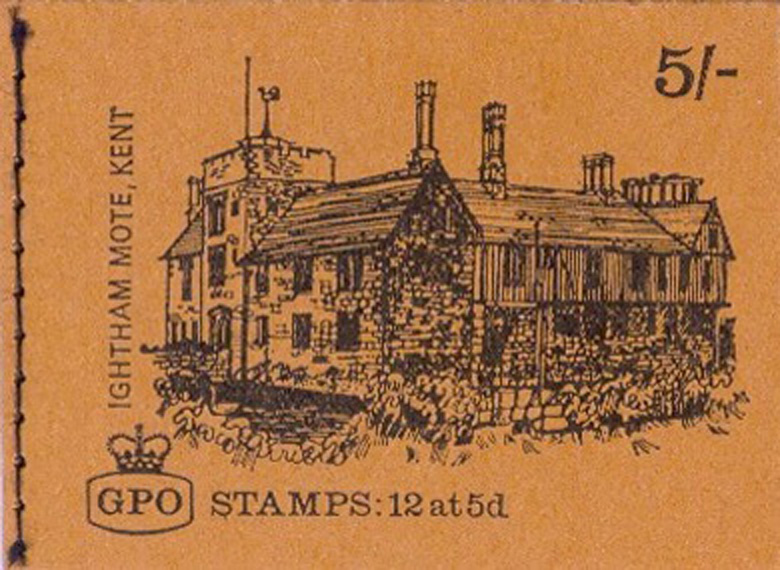 5/-
IGHTHAM MOTE, KENT
GPO STAMPS: 12 at 5d